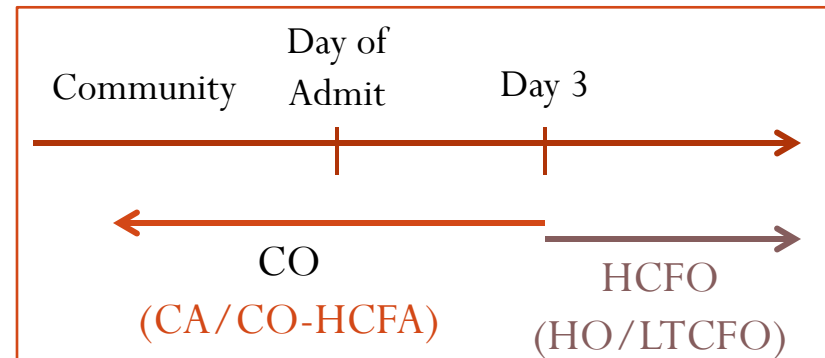 Day of
Community Admit Day 3
CO
(CA/CO-HCFA)
HCFO
(HO/LTCFO)